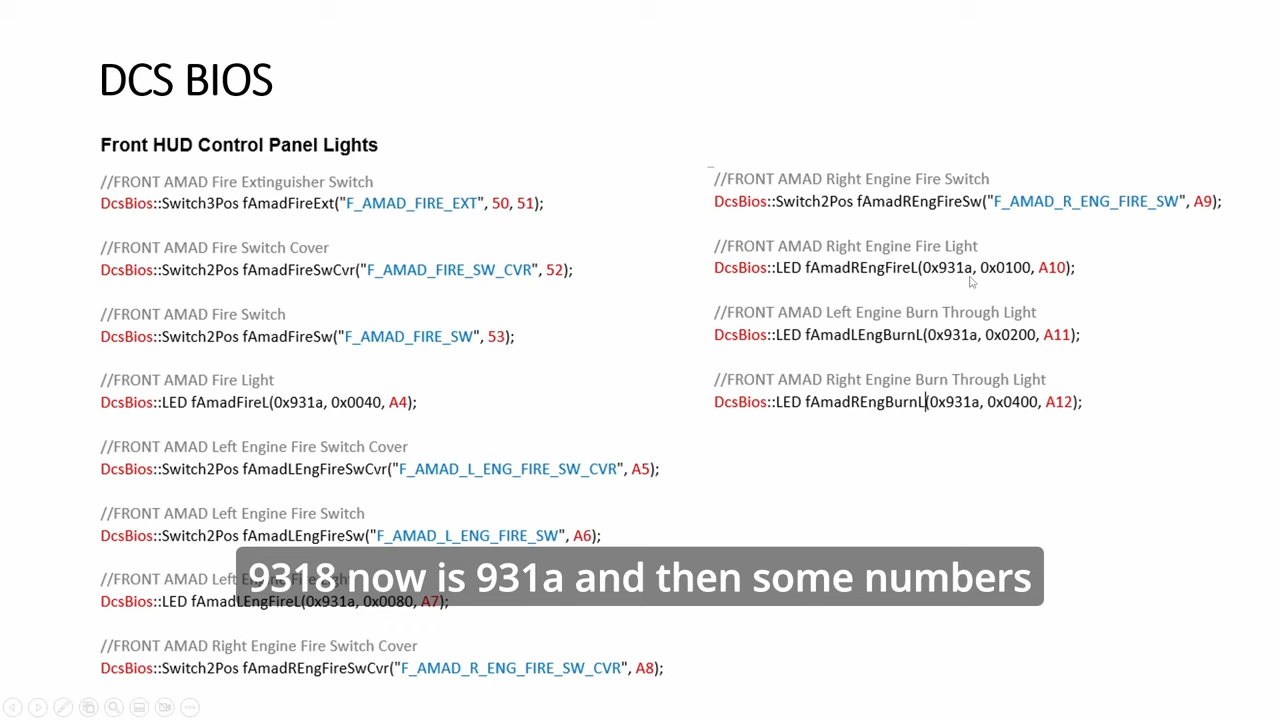 DCS BIOS
Front HUD Control Panel Lights
//FRONT AMAD Fire Extinguisher Switch
DcsBios::Switch3Pos fAmadFireExt("F_AMAD_FIRE_EXT", 50, 51);
//FRONT AMAD Fire Switch Cover
DcsBios::Switch2Pos fAmadFireSwCvr("F_AMAD_FIRE_SW_CVR", 52);
//FRONT AMAD Fire Switch
DcsBios::Switch2Pos fAmadFireSw("F_AMAD_FIRE_SW", 53);
//FRONT AMAD Fire Light
DcsBios::LED fAmadFireL(0x931a, 0x0040, A4);
//FRONT AMAD Left Engine Fire Switch Cover
DcsBios::Switch2Pos fAmadLEngFireSwCvr("F_AMAD_L_ENG_FIRE_SW_CVR", A5);
//FRONT AMAD Left Engine Fire Switch
DcsBios::Switch2Pos fAmadLEngFireSw("F_AMAD_L_ENG_FIRE_SW", A6);
//FRONT AMAD Left Engine Fire Light
DcsBios::LED fAmadLEngFireL(0x931a, 0x0080, A7);
//FRONT AMAD Right Engine Fire Switch Cover
DcsBios::Switch2Pos fAmadREngFireSwCvr("F_AMAD_R_ENG_FIRE_SW_CVR", A8);
//FRONT AMAD Right Engine Fire Switch
DcsBios::Switch2Pos fAmadREngFireSw("F_AMAD_R_ENG_FIRE_SW", A9);
//FRONT AMAD Right Engine Fire Light
DcsBios::LED fAmadREngFireL(0x931a, 0x0100, A10);
//FRONT AMAD Left Engine Burn Through Light
DcsBios::LED fAmadLEngBurnL(0x931a, 0x0200, A11);
//FRONT AMAD Right Engine Burn Through Light
DcsBios::LED fAmadREngBurnL(0x931a, 0x0400, A12);
9318 now is 931a and then some numbers